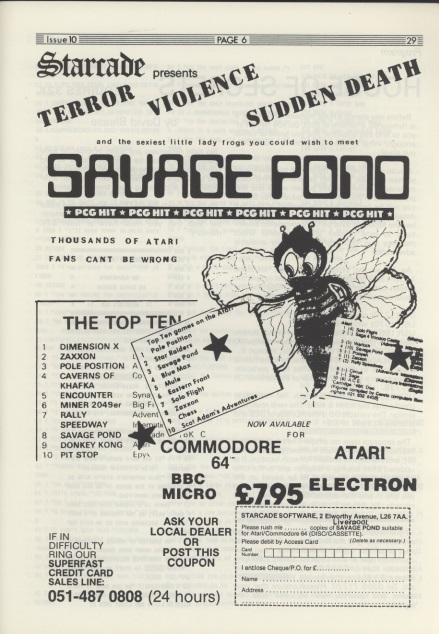 Issue 10 PAGE 6 29
Starcade presents
TERROR VIOLENCE SUDDEN DEATH
and the sexiest little lady frogs you could wish to meet
SAVAGE POND
★ PCG HIT ★ PCG HIT ★ PCG HIT ★ PCG HIT ★ PCG HIT ★ PCG HIT ★
THOUSANDS OF ATARI
FANS CANT BE WRONG
THE TOP TEN
1 DIMENSION X
2 ZAXXON
3 POLE POSITION
4 CAVERNS OF
KHAFKA
5 ENCOUNTER Syna
6 MINER 2049er Big Fi
7 RALLY Advent
SPEEDWAY
8 SAVAGE POND
9 DONKEY KONG
10 PIT STOP Epyx
Top Ten games on the Atari
1 Pole Position
2 Star Raiders
3 Savage Pond
4 Blue Max
5 Mule
6 Eastern Front
7 Solo Flight
8 Zaxxon
9 Chess
10 Scot Adam's Adventures
Atari
NOW AVAILABLE
FOR
COMMODORE
64™
ATARI™
BBC
MICRO
£7.95 ELECTRON
IF IN
DIFFICULTY
RING OUR
SUPERFAST
CREDIT CARD
SALES LINE:
051-487 0808 (24 hours)
ASK YOUR
LOCAL DEALER
OR
POST THIS
COUPON
STARCADE SOFTWARE, 2 Elworthy Avenue, L26 7AA.
Liverpool
Please rush me ........ copies of SAVAGE POND suitable
for Atari/Commodore 64 (DISC/CASSETTE).
Please debit by Access Card (Delete as necessary.)
Card
Number
I enclose Cheque/P.O. for £
Name
Address